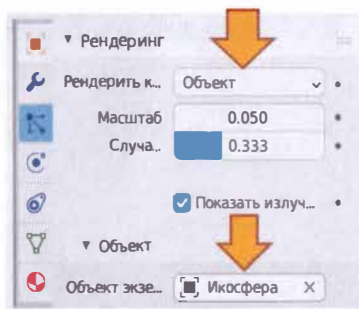 Рендеринг
Рендерить к... Объект
Масштаб 0.050
Случа.. 0.333
Показать излуч...
Объект
Объект экзе... Икосфера